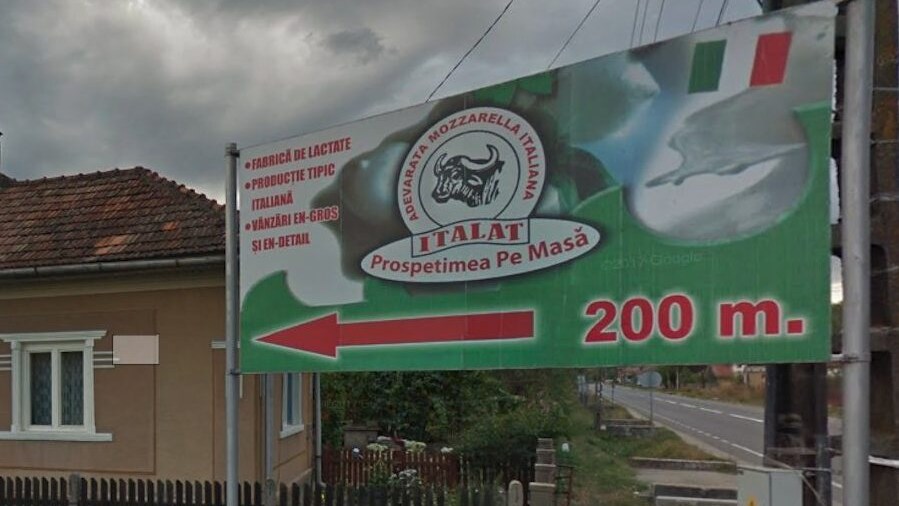 •FABRICĂ DE LACTATE
•PRODUCȚIE TIPIC
ITALIANĂ
•VÂNZĂRI EN-GROS
ȘI EN-DETAIL
ADEVARATA MOZZARELLA ITALIANA
ITALAT
Prospetimea Pe Masă
200 m.
Google